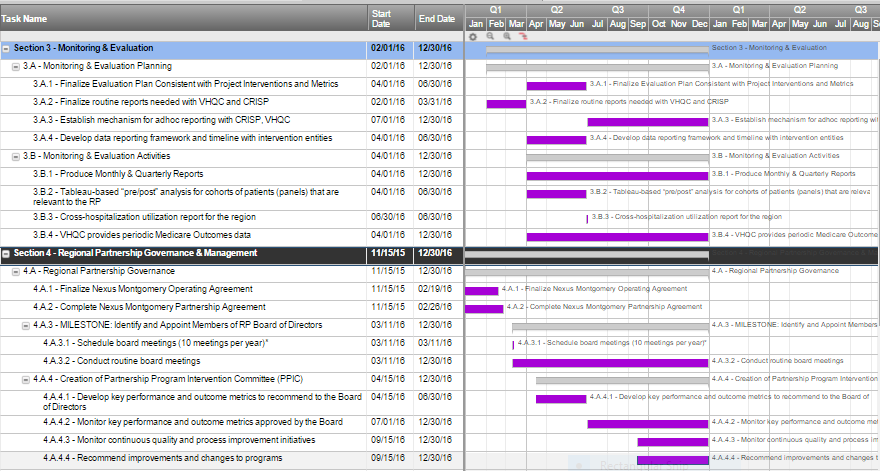 Task Name Start Date End Date Q1 Q2 Q3 Q4 Q1 Q2 Q3
Jan Feb Mar Apr May Jun Jul Aug Sep Oct Nov Dec Jan Feb Mar Apr May Jun Jul Aug
Section 3 - Monitoring & Evaluation 02/01/16 12/30/16 Section 3 - Monitoring & Evaluation
3.A - Monitoring & Evaluation Planning 02/01/16 12/30/16 3.A - Monitoring & Evaluation Planning
3.A.1 - Finalize Evaluation Plan Consistent with Project Interventions and Metrics 04/01/16 06/30/16 3.A.1 - Finalize Evaluation Plan Consistent with Project Interventions and Metrics
3.A.2 - Finalize routine reports needed with VHQC and CRISP 02/01/16 03/31/16 3.A.2 - Finalize routine reports needed with VHQC and CRISP
3.A.3 - Establish mechanism for adhoc reporting with CRISP, VHQC 07/01/16 12/30/16 3.A.3 - Establish mechanism for adhoc reporting wi
3.A.4 - Develop data reporting framework and timeline with intervention entities 04/01/16 06/30/16 3.A.4 - Develop data reporting framework and timeline with intervention entities
3.B - Monitoring & Evaluation Activities 04/01/16 12/30/16 3.B - Monitoring & Evaluation Activities
3.B.1 - Produce Monthly & Quarterly Reports 04/01/16 12/30/16 3.B.1 - Produce Monthly & Quarterly Reports
3.B.2 - Tableau-based "pre/post" analysis for cohorts of patients (panels) that are 04/01/16 06/30/16 3.B.2 - Tableau-based "pre/post" analysis for cohorts of patients (panels) that are releva
relevant to the RP
3.B.3 - Cross-hospitalization utilization report for the region 06/30/16 06/30/16 3.B.3 - Cross-hospitalization utilization report for the region
3.B.4 - VHQC provides periodic Medicare Outcomes data 04/01/16 12/30/16 3.B.4 - VHQC provides periodic Medicare Outcome
Section 4 - Regional Partnership Governance & Management 11/15/15 12/30/16
4.A - Regional Partnership Governance 11/15/15 12/30/16 4.A - Regional Partnership Governance
4.A.1 - Finalize Nexus Montgomery Operating Agreement 11/15/15 02/19/16 4.A.1 - Finalize Nexus Montgomery Operating Agreement
4.A.2 - Complete Nexus Montgomery Partnership Agreement 11/15/15 02/26/16 4.A.2 - Complete Nexus Montgomery Partnership Agreement
4.A.3 - MILESTONE: Identify and Appoint Members of RP Board of Directors 03/11/16 12/30/16 4.A.3 - MILESTONE: Identify and Appoint Members
4.A.3.1 - Schedule board meetings (10 meetings per year)* 03/11/16 03/11/16 4.A.3.1 - Schedule board meetings (10 meetings per year)*
4.A.3.2 - Conduct routine board meetings 03/11/16 12/30/16 4.A.3.2 - Conduct routine board meetings
4.A.4 - Creation of Partnership Program Intervention Committee (PPIC) 04/15/16 12/30/16 4.A.4 - Creation of Partnership Program Intervention
4.A.4.1 - Develop key performance and outcome metrics to recommend to the Board 04/15/16 06/30/16 4.A.4.1 - Develop key performance and outcome metrics to recommend to the Board of
of Directors
4.A.4.2 - Monitor key performance and outcome metrics approved by the Board 07/01/16 12/30/16 4.A.4.2 - Monitor key performance and outcome met
4.A.4.3 - Monitor continuous quality and process improvement initiatives 09/15/16 12/30/16 4.A.4.3 - Monitor continuous quality and process im
4.A.4.4 - Recommend improvements and changes to programs 09/15/16 12/30/16 4.A.4.4 - Recommend improvements and changes t